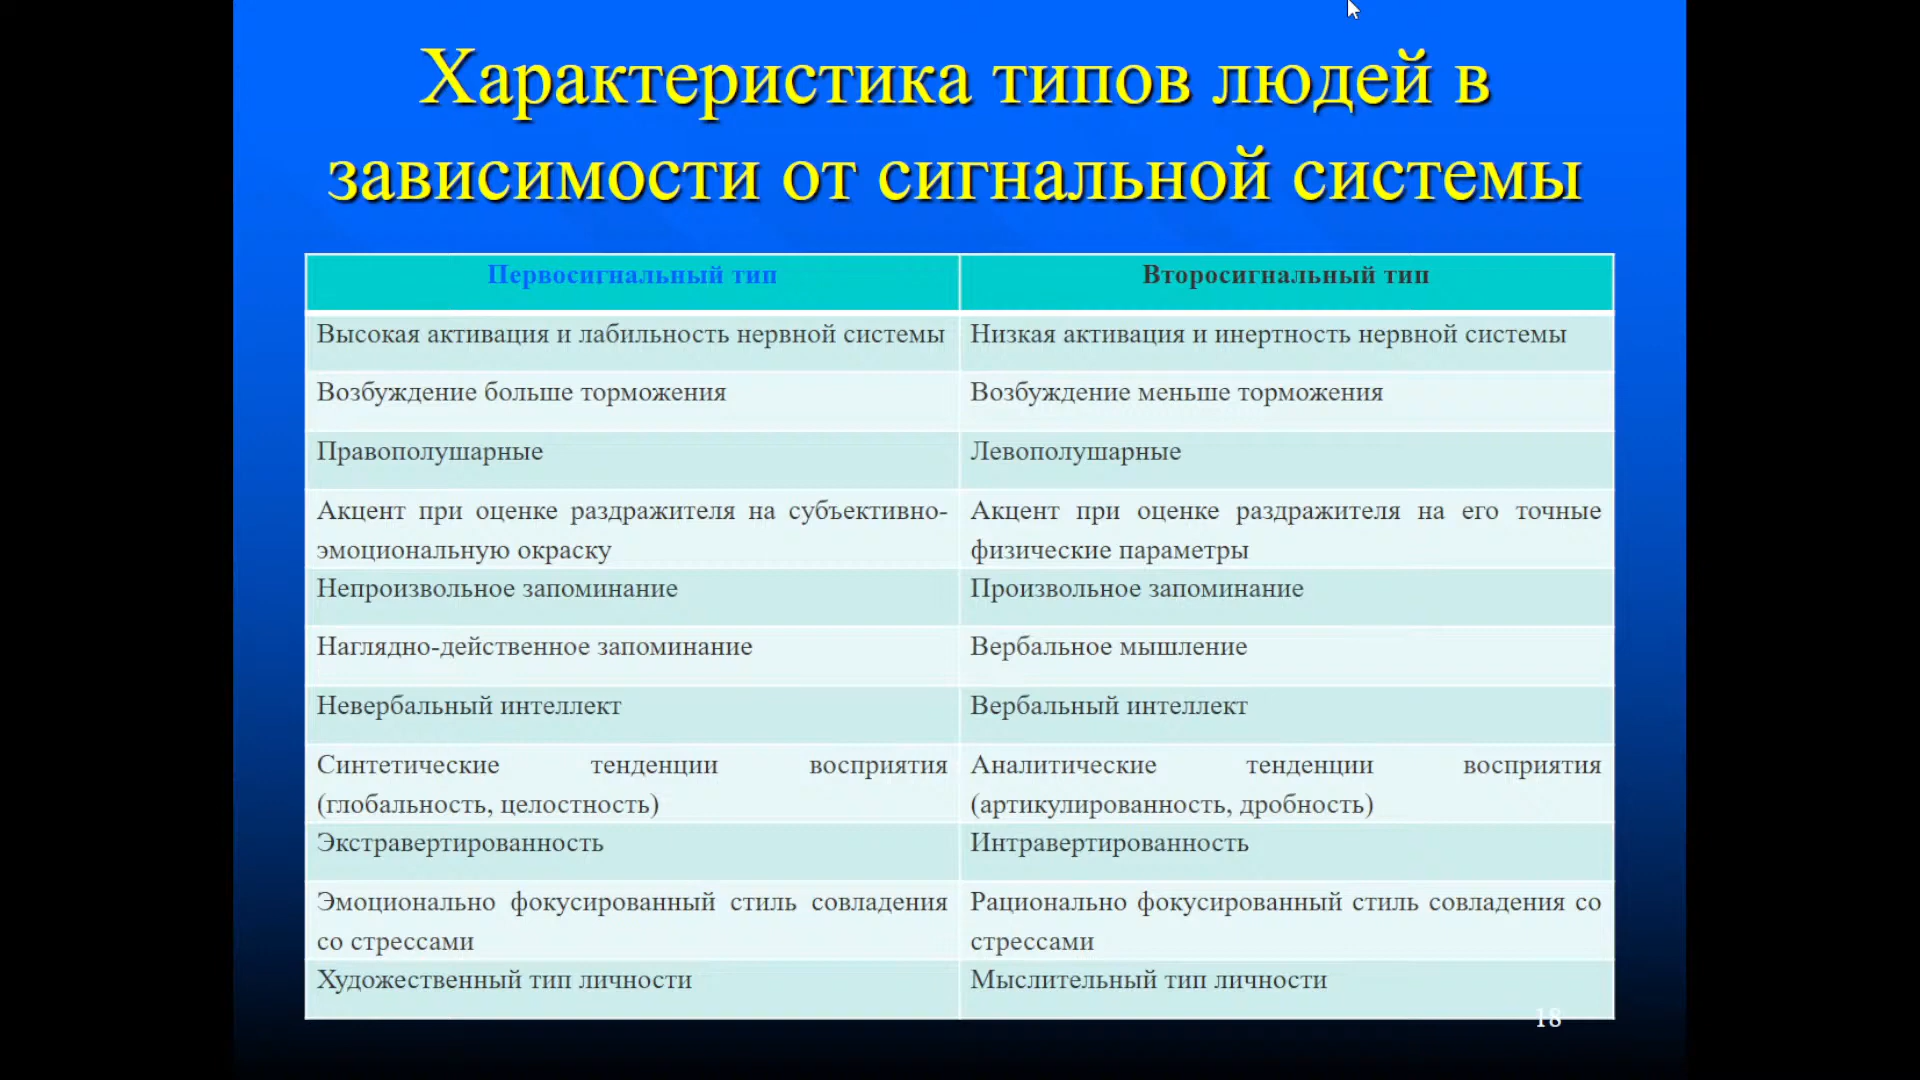 Характеристика типов людей в
зависимости от сигнальной системы
Первосигнальный тип
Второсигнальный тип
Высокая активация и лабильность нервной системы
Низкая активация и инертность нервной системы
Возбуждение больше торможения
Возбуждение меньше торможения
Правополушарные
Левополушарные
Акцент при оценке раздражителя на субъективно-
эмоциональную окраску
Акцент при оценке раздражителя на его точные
физические параметры
Непроизвольное запоминание
Произвольное запоминание
Наглядно-действенное запоминание
Вербальное мышление
Невербальный интеллект
Вербальный интеллект
Синтетические тенденции восприятия
(глобальность, целостность)
Аналитические тенденции восприятия
(артикулированность, дробность)
Экстравертированность
Интравертированность
Эмоционально фокусированный стиль совладения
со стрессами
Рационально фокусированный стиль совладения со
стрессами
Художественный тип личности
Мыслительный тип личности
18